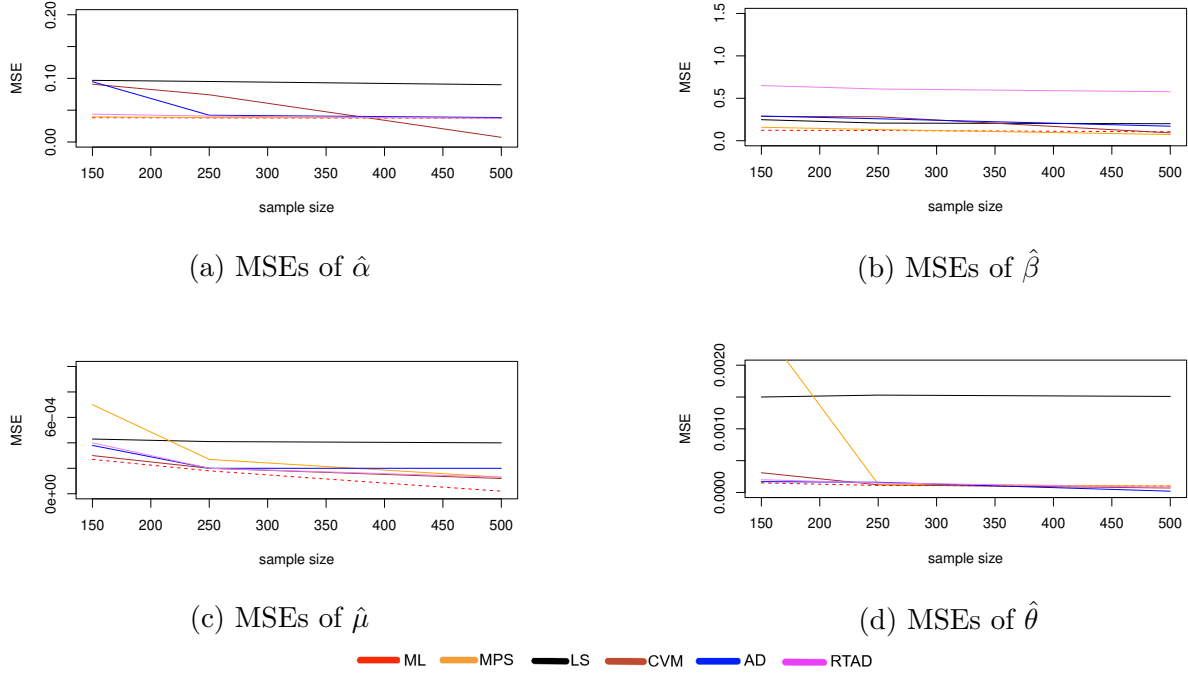 MSE
0.00 0.10 0.20
150 200 250 300 350 400 450 500
sample size
(a) MSEs of α̂
MSE
0.0 0.5 1.0 1.5
150 200 250 300 350 400 450 500
sample size
(b) MSEs of β̂
MSE
0e+00 6e−04
150 200 250 300 350 400 450 500
sample size
(c) MSEs of μ̂
MSE
0.0000 0.0010 0.0020
150 200 250 300 350 400 450 500
sample size
(d) MSEs of θ̂
ML MPS LS CVM AD RTAD